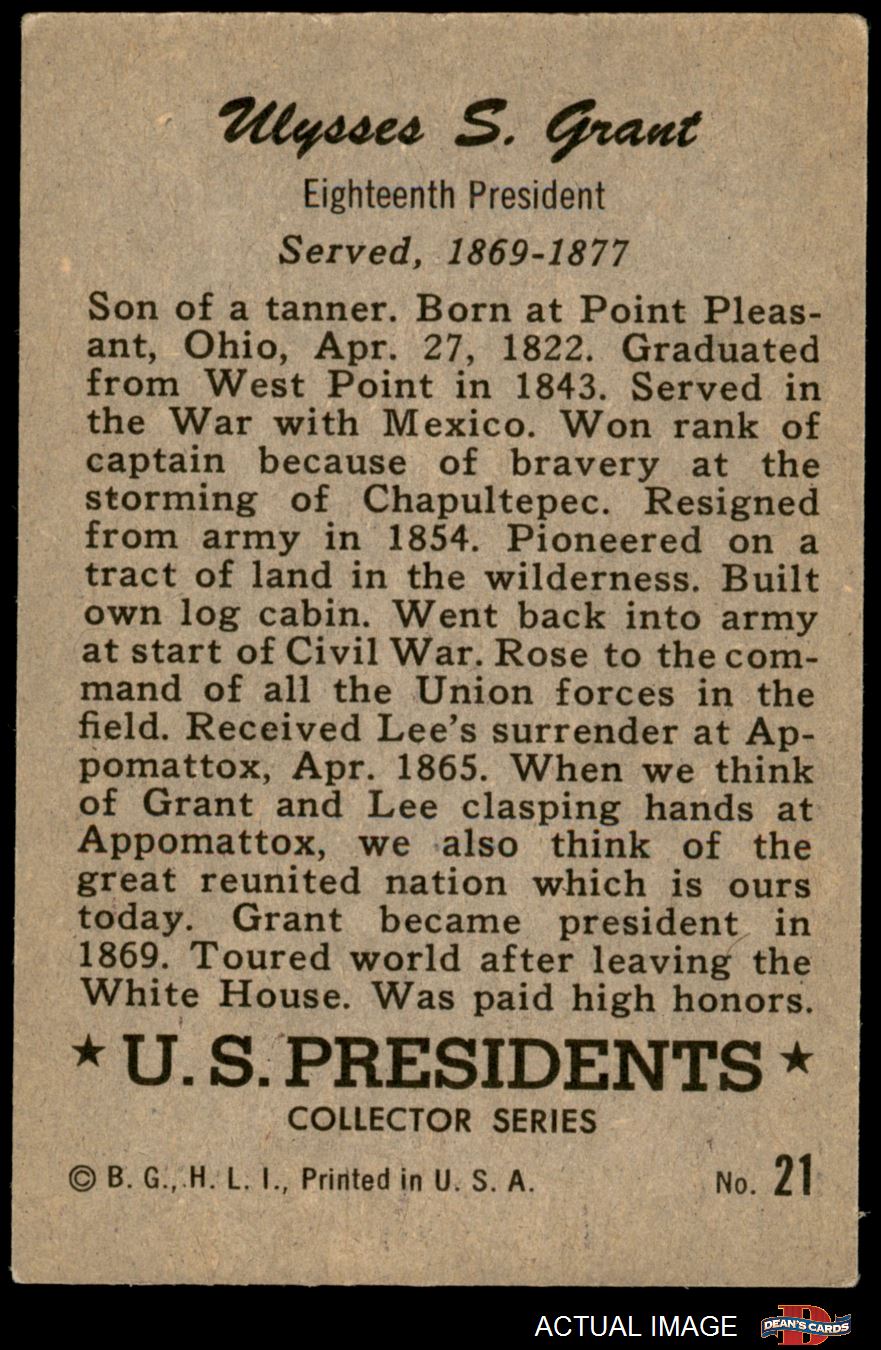 Ulysses S. Grant
Eighteenth President
Served, 1869-1877
Son of a tanner. Born at Point Pleas-
ant, Ohio, Apr. 27, 1822. Graduated
from West Point in 1843. Served in
the War with Mexico. Won rank of
captain because of bravery at the
storming of Chapultepec. Resigned
from army in 1854. Pioneered on a
tract of land in the wilderness. Built
own log cabin. Went back into army
at start of Civil War. Rose to the com-
mand of all the Union forces in the
field. Received Lee's surrender at Ap-
pomattox, Apr. 1865. When we think
of Grant and Lee clasping hands at
Appomattox, we also think of the
great reunited nation which is ours
today. Grant became president in
1869. Toured world after leaving the
White House. Was paid high honors.
★ U. S. PRESIDENTS ★
COLLECTOR SERIES
© B. G., H. L. I., Printed in U. S. A. No. 21
ACTUAL IMAGE D DEAN'S CARDS